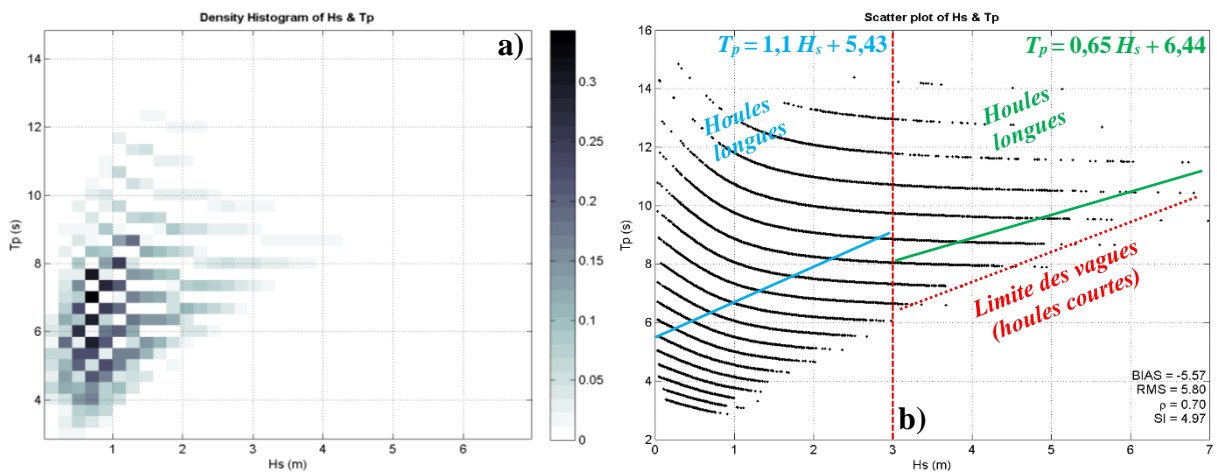 Density Histogram of Hs & Tp
a)
14
12
10
8
6
4
Tp (s)
1
2
3
4
5
6
7
Hs (m)
0.3
0.25
0.2
0.15
0.1
0.05
0
Scatter plot of Hs & Tp
Tp = 1,1 Hs + 5,43
Tp = 0,65 Hs + 6,44
Houles
longues
Houles
longues
Limite des vagues
(houles courtes)
BIAS = -5.57
RMS = 5.80
ρ = 0.70
SI = 4.97
b)
16
14
12
10
8
6
4
2
Tp (s)
0
1
2
3
4
5
6
7
Hs (m)